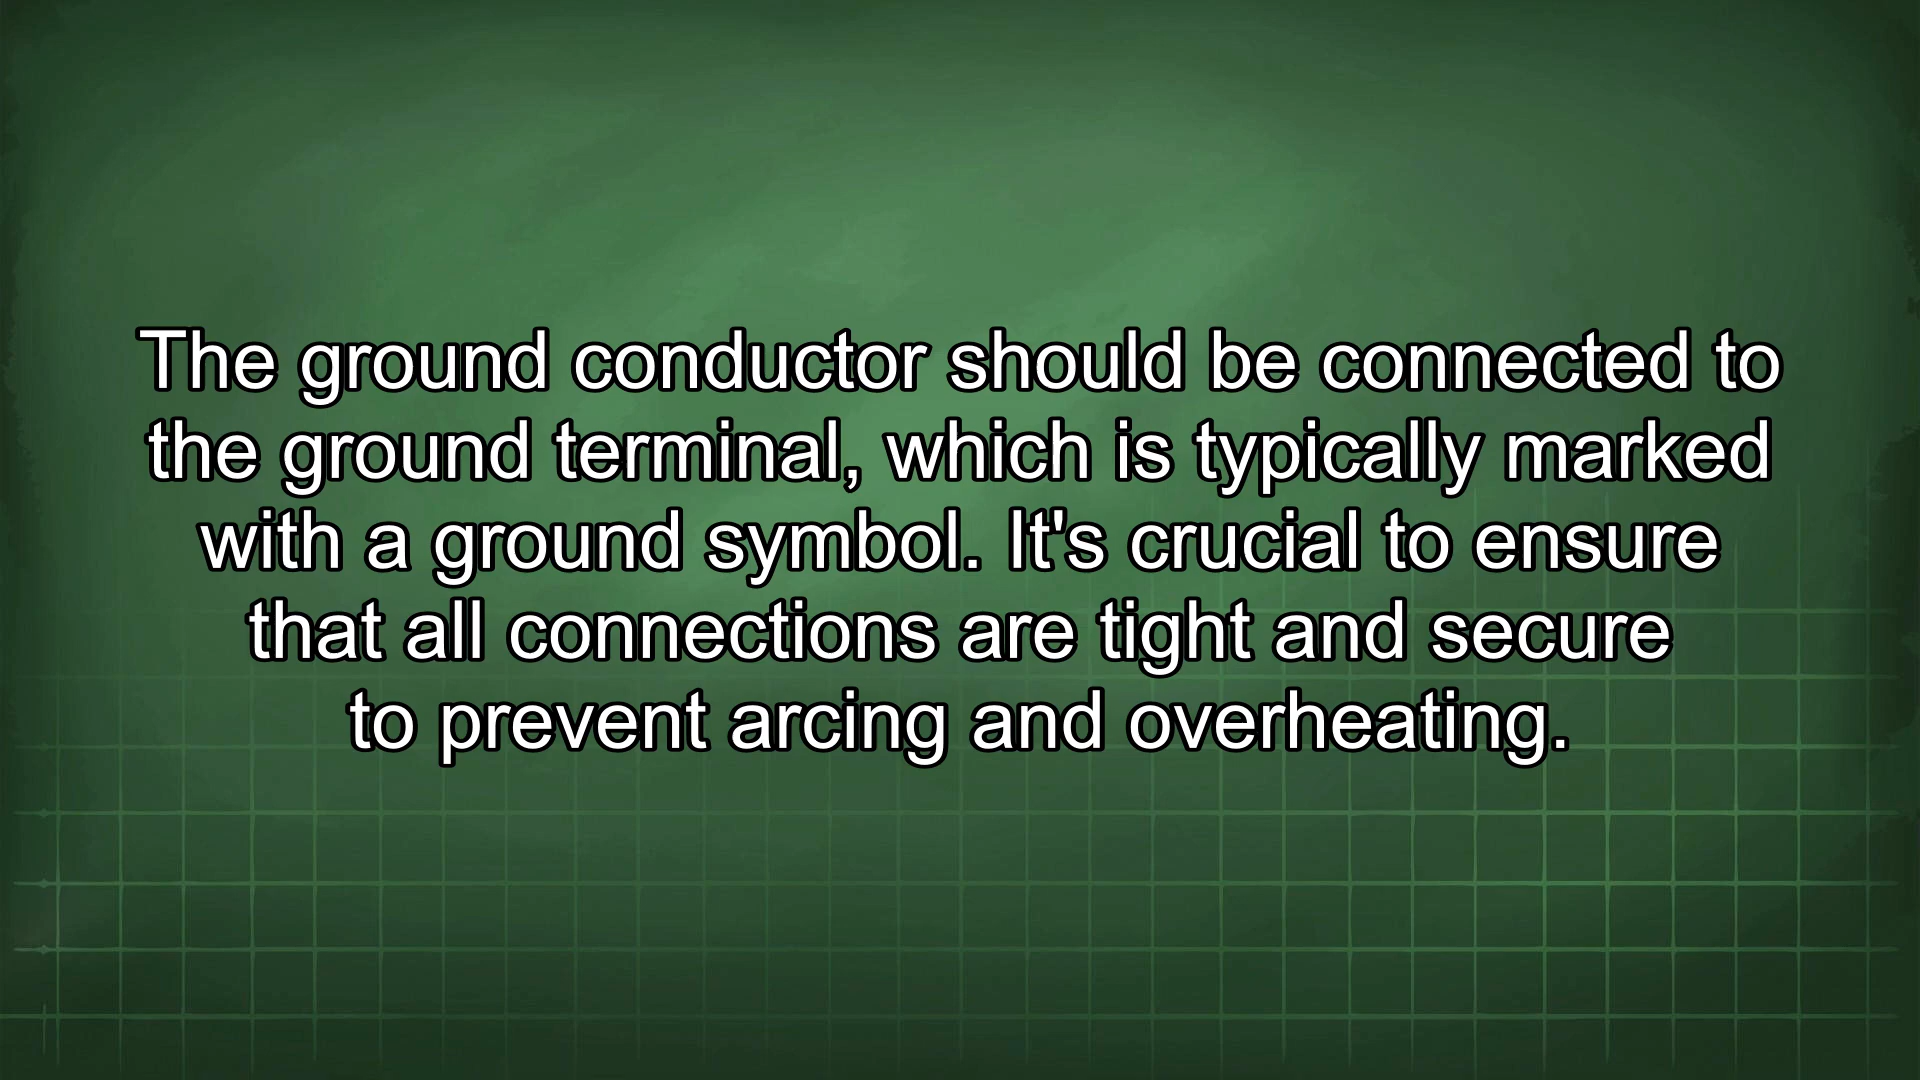 The ground conductor should be connected to
the ground terminal, which is typically marked
with a ground symbol. It's crucial to ensure
that all connections are tight and secure
to prevent arcing and overheating.